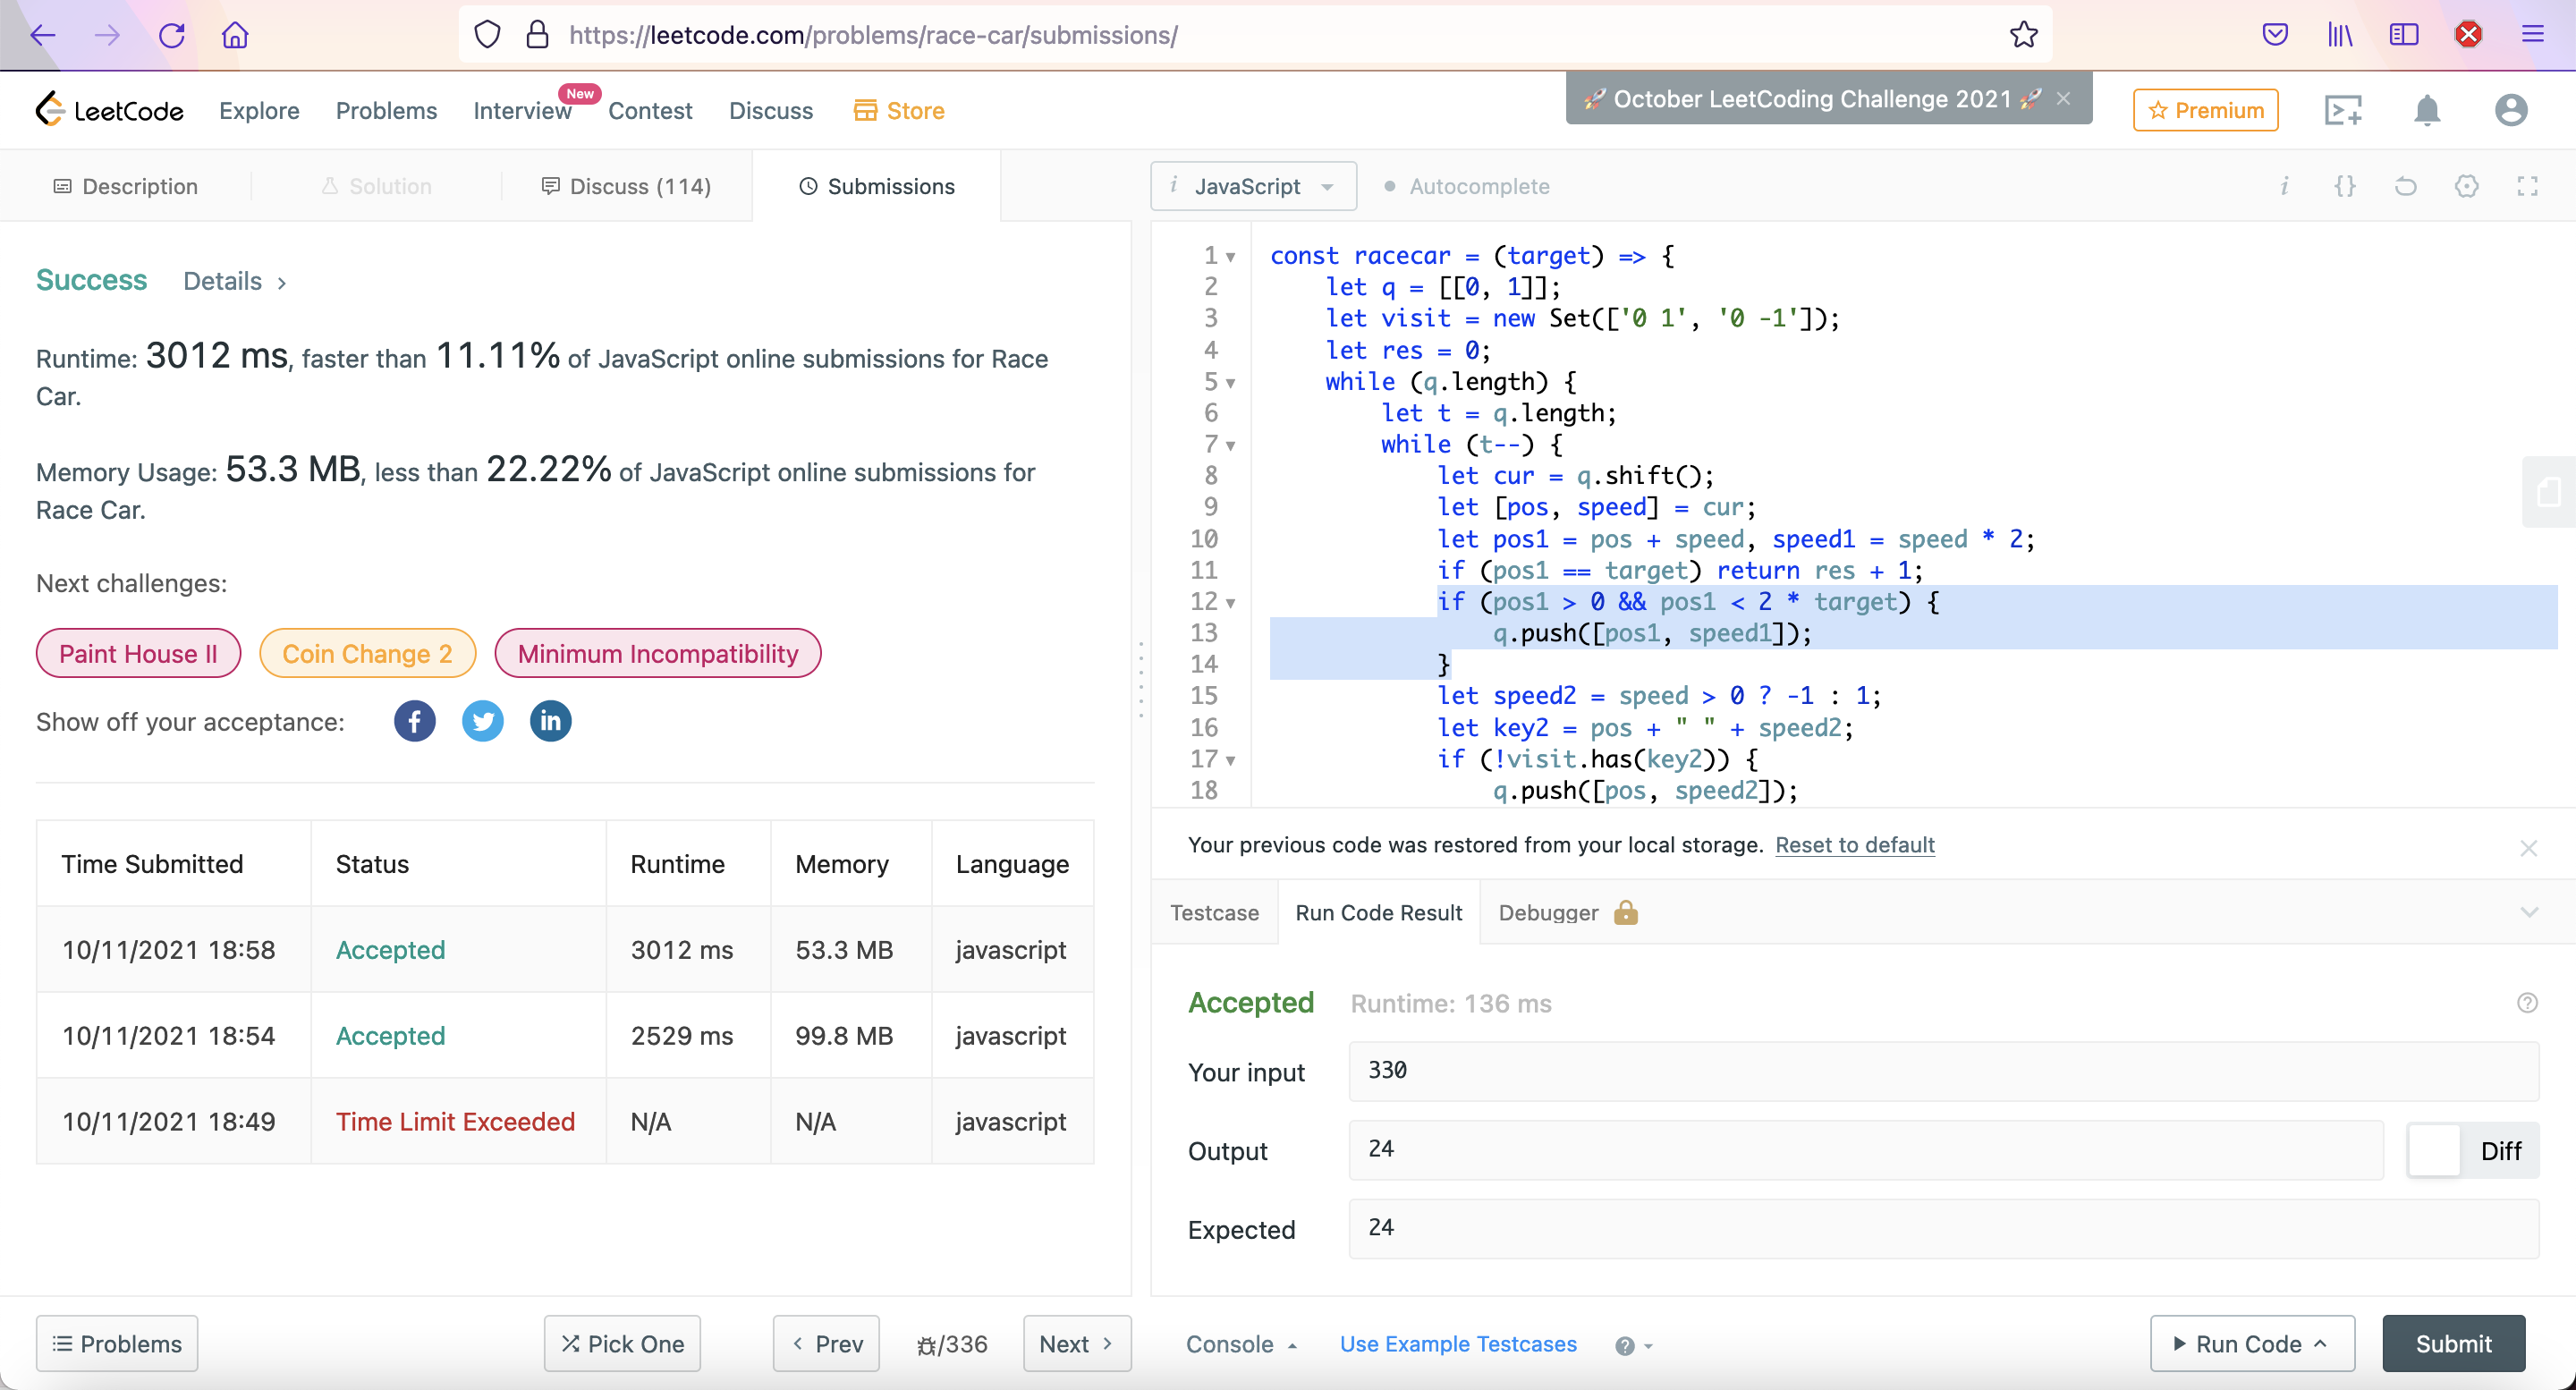 https://leetcode.com/problems/race-car/submissions/
LeetCode
Explore
Problems
Interview
New
Contest
Discuss
Store
🚀 October LeetCoding Challenge 2021 🚀 ×
Premium
Description
Solution
Discuss (114)
Submissions
i JavaScript
Autocomplete
i {}
Success Details >
Runtime: 3012 ms, faster than 11.11% of JavaScript online submissions for Race
Car.
Memory Usage: 53.3 MB, less than 22.22% of JavaScript online submissions for
Race Car.
Next challenges:
Paint House II
Coin Change 2
Minimum Incompatibility
Show off your acceptance:
Time Submitted Status Runtime Memory Language
10/11/2021 18:58 Accepted 3012 ms 53.3 MB javascript
10/11/2021 18:54 Accepted 2529 ms 99.8 MB javascript
10/11/2021 18:49 Time Limit Exceeded N/A N/A javascript
1 const racecar = (target) => {
2 let q = [[0, 1]];
3 let visit = new Set(['0 1', '0 -1']);
4 let res = 0;
5 while (q.length) {
6 let t = q.length;
7 while (t--) {
8 let cur = q.shift();
9 let [pos, speed] = cur;
10 let pos1 = pos + speed, speed1 = speed * 2;
11 if (pos1 == target) return res + 1;
12 if (pos1 > 0 && pos1 < 2 * target) {
13 q.push([pos1, speed1]);
14 }
15 let speed2 = speed > 0 ? -1 : 1;
16 let key2 = pos + " " + speed2;
17 if (!visit.has(key2)) {
18 q.push([pos, speed2]);
Your previous code was restored from your local storage. Reset to default
Testcase
Run Code Result
Debugger
Accepted Runtime: 136 ms
Your input 330
Output 24
Diff
Expected 24
Problems
Pick One
< Prev
/336
Next >
Console
Use Example Testcases
Run Code
Submit